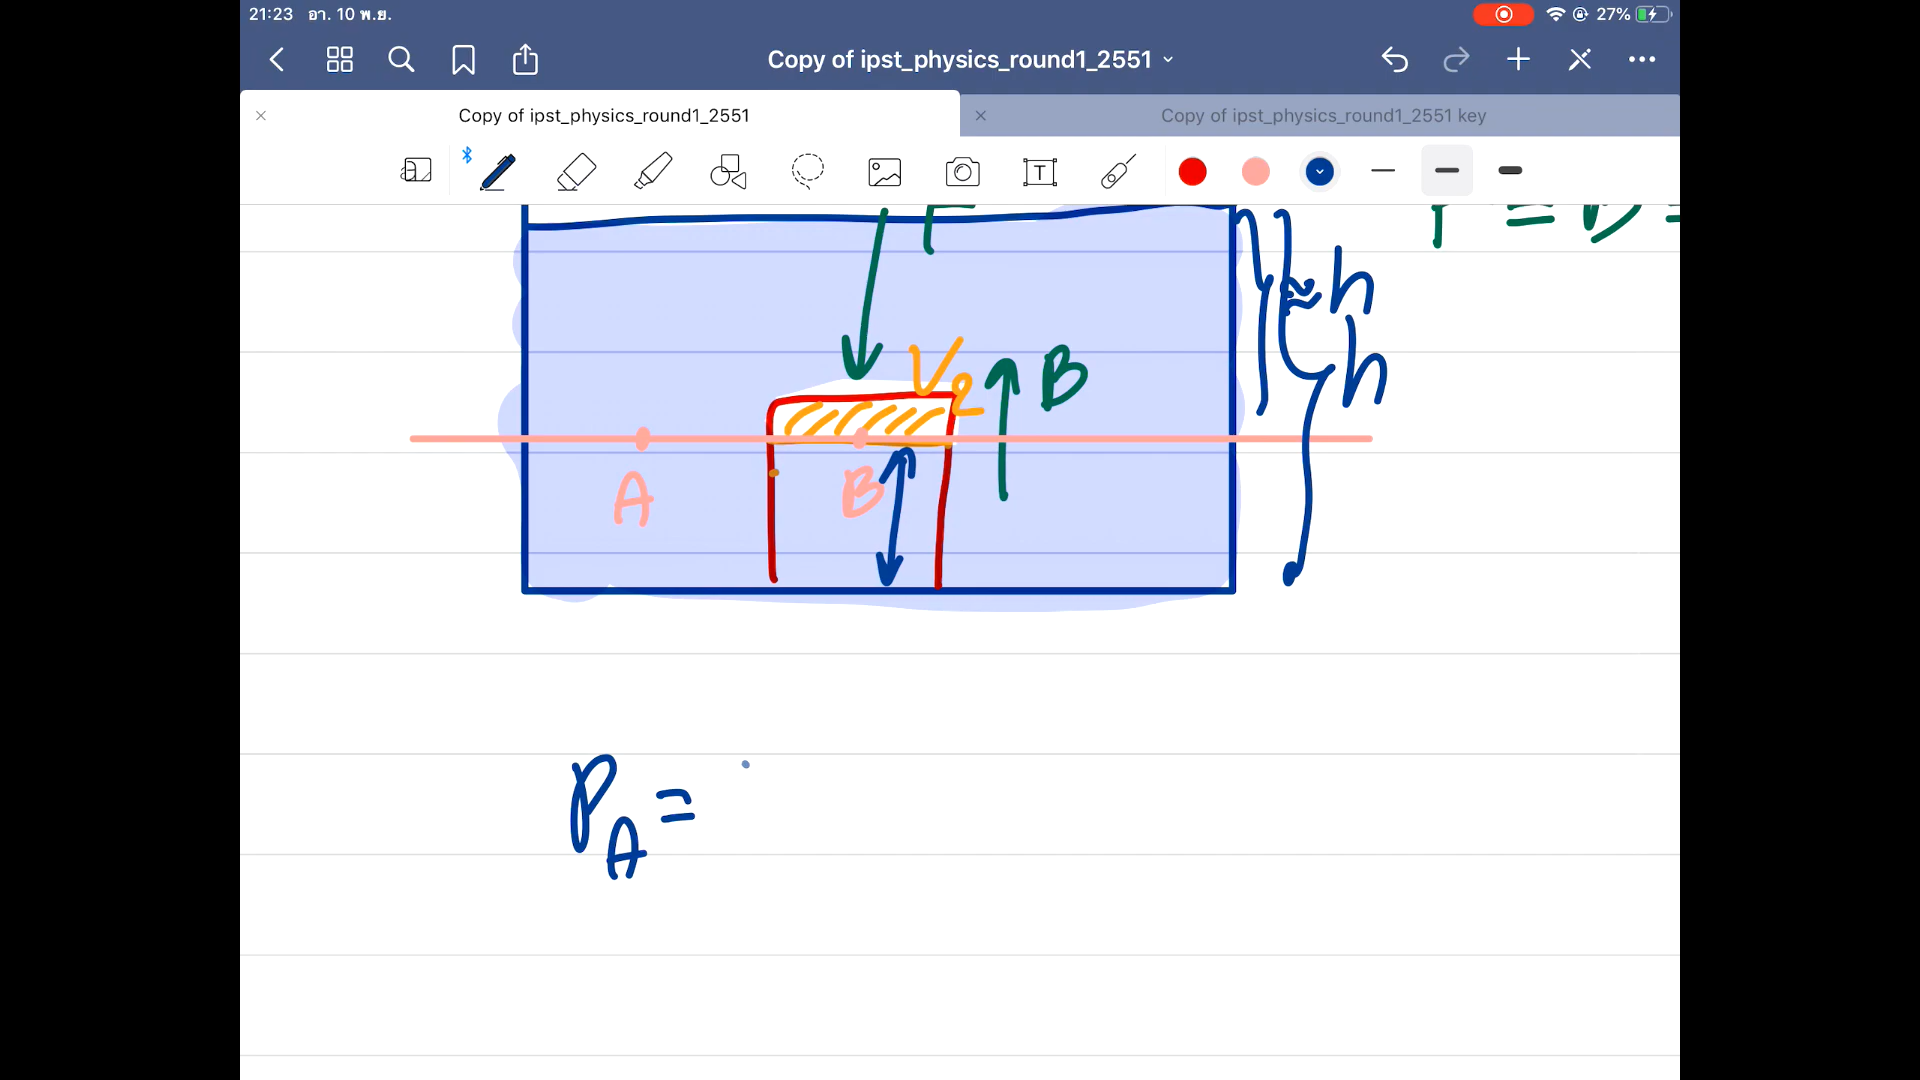 21:23 อา. 10 พ.ย. 27%
Copy of ipst_physics_round1_2551
Copy of ipst_physics_round1_2551
Copy of ipst_physics_round1_2551 key
T
≈h
h
V2
B
A
B
PA =